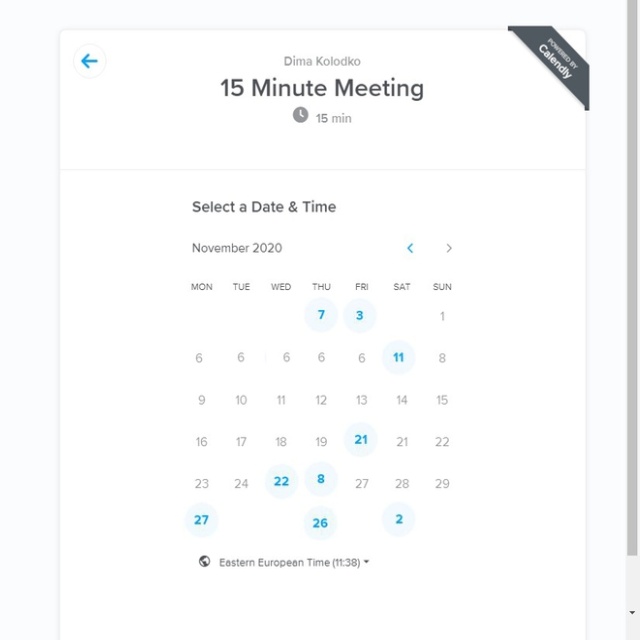 POWERED BY
Calendly
Dima Kolodko
15 Minute Meeting
15 min
Select a Date & Time
November 2020
MON TUE WED THU FRI SAT SUN
7 3 1
6 6 6 6 6 11 8
9 10 11 12 13 14 15
16 17 18 19 21 21 22
23 24 22 8 27 28 29
27 26 2
Eastern European Time (11:38)